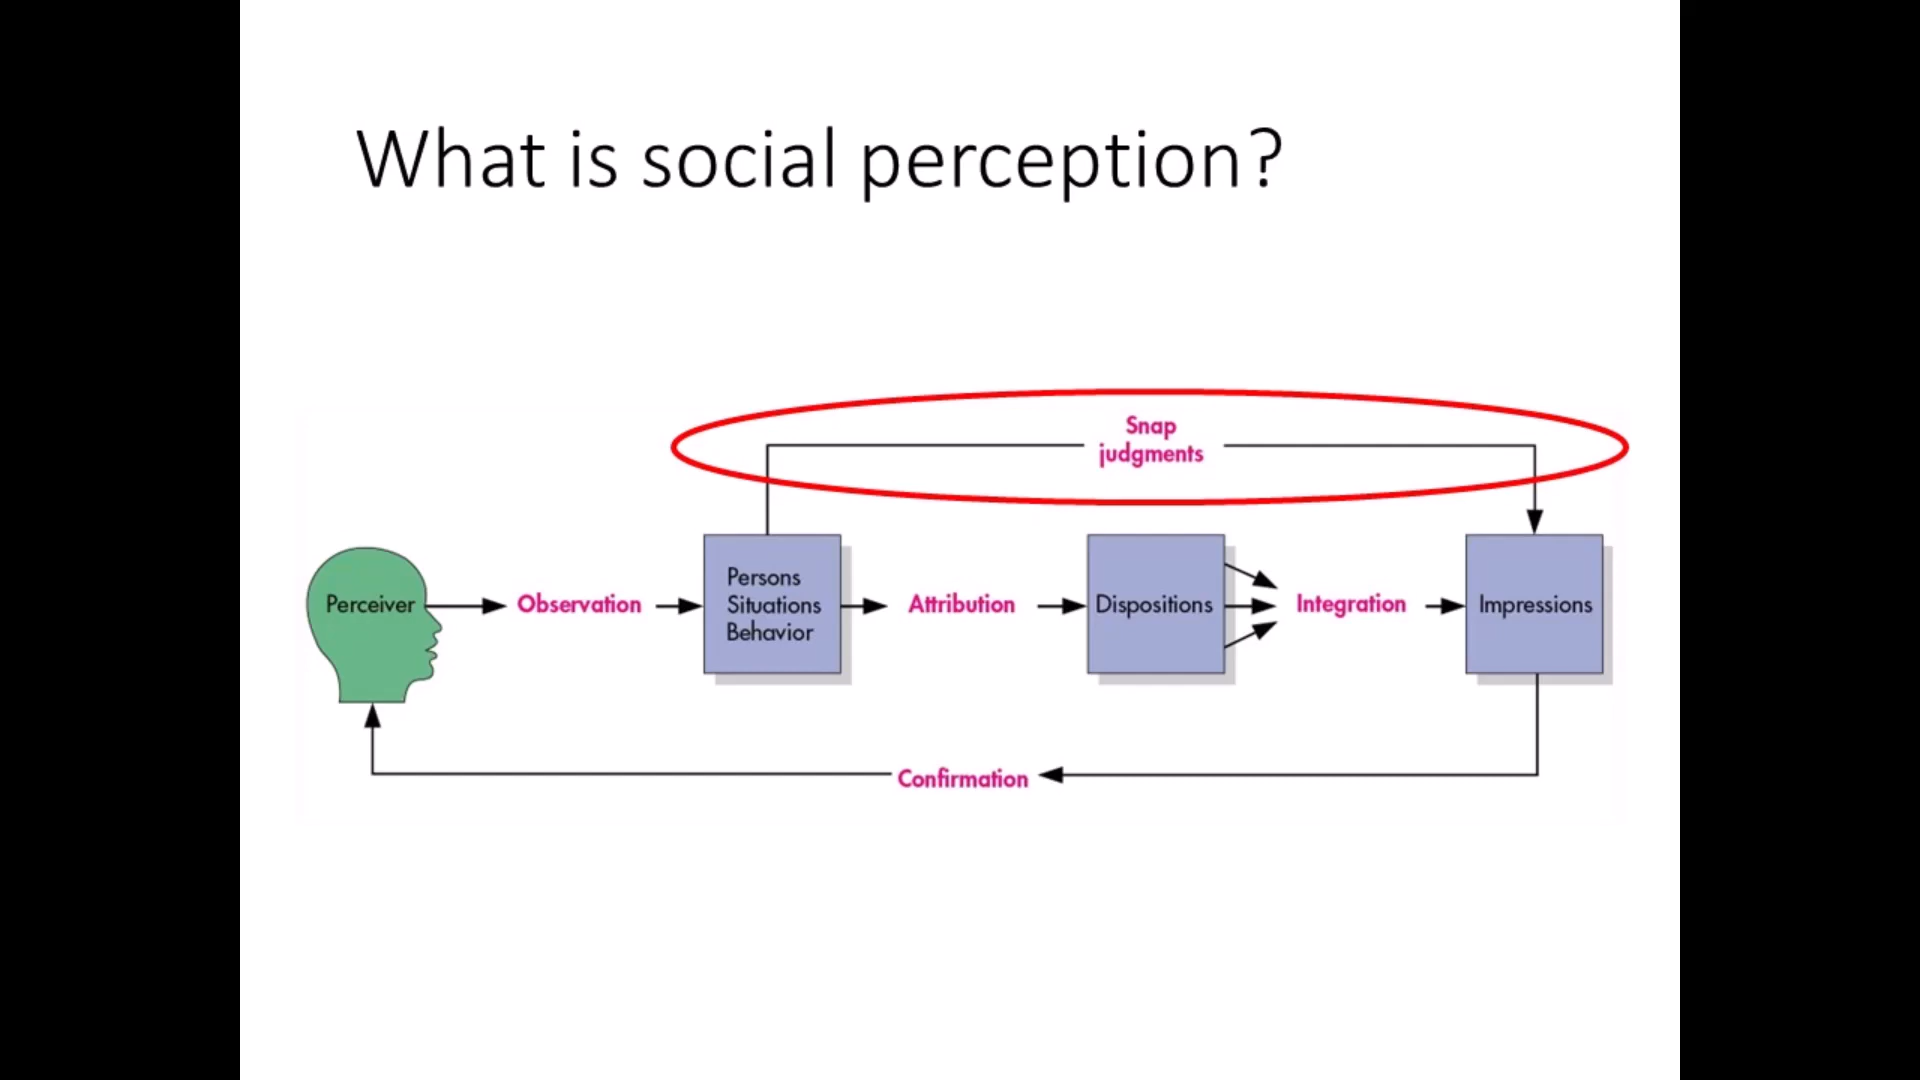 What is social perception?
Snap
judgments
Perceiver
Observation
Persons
Situations
Behavior
Attribution
Dispositions
Integration
Impressions
Confirmation